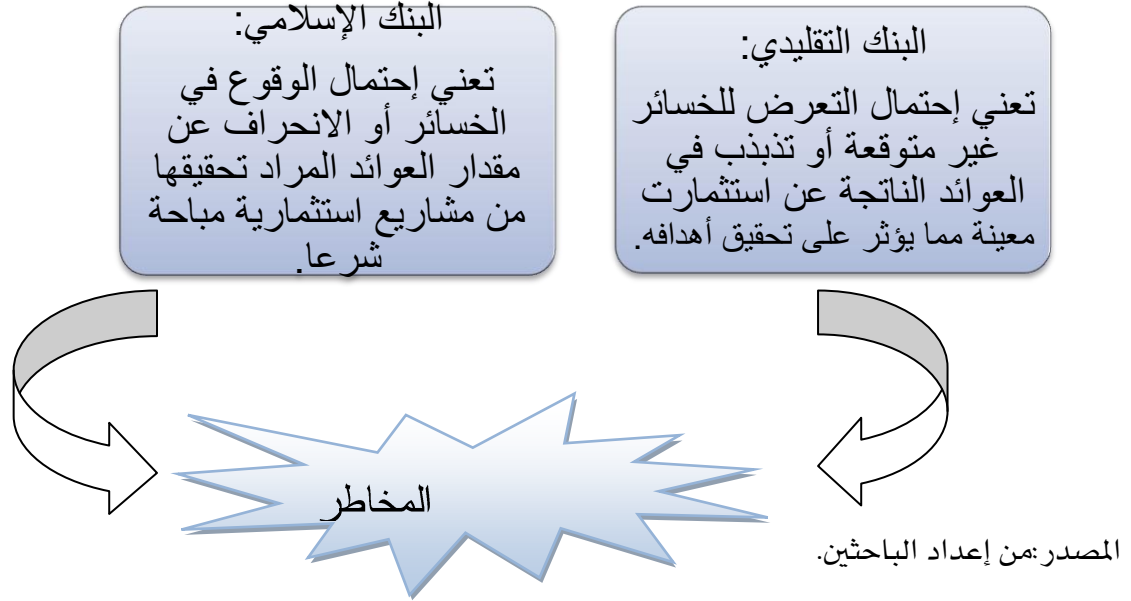 البنك التقليدي:
تعني إحتمال التعرض للخسائر
غير متوقعة أو تذبذب في
العوائد الناتجة عن استثمارت
معينة مما يؤثر على تحقيق أهدافه.
البنك الإسلامي:
تعني إحتمال الوقوع في
الخسائر أو الانحراف عن
مقدار العوائد المراد تحقيقها
من مشاريع استثمارية مباحة
شرعا.
المخاطر
المصدر:من إعداد الباحثين.